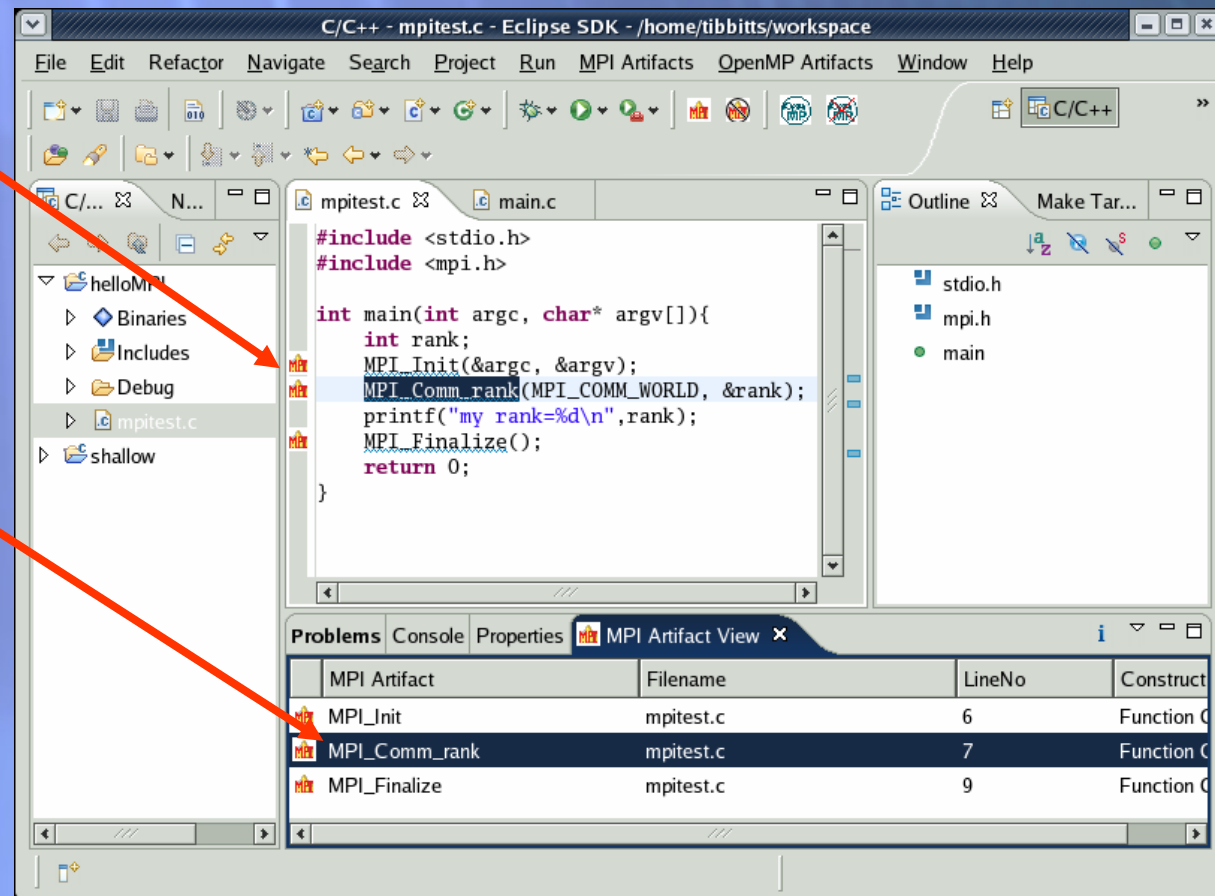 C/C++ - mpitest.c - Eclipse SDK - /home/tibbitts/workspace
File Edit Refactor Navigate Search Project Run MPI Artifacts OpenMP Artifacts Window Help
C/C++ »
C/... N...
mpitest.c main.c
Outline Make Tar...
helloMPI
Binaries
Includes
Debug
mpitest.c
shallow
#include <stdio.h>
#include <mpi.h>
int main(int argc, char* argv[]){
int rank;
MPI_Init(&argc, &argv);
MPI_Comm_rank(MPI_COMM_WORLD, &rank);
printf("my rank=%d\n",rank);
MPI_Finalize();
return 0;
}
stdio.h
mpi.h
main
Problems Console Properties MPI Artifact View
MPI Artifact Filename LineNo Construct
MPI_Init mpitest.c 6 Function C
MPI_Comm_rank mpitest.c 7 Function C
MPI_Finalize mpitest.c 9 Function C